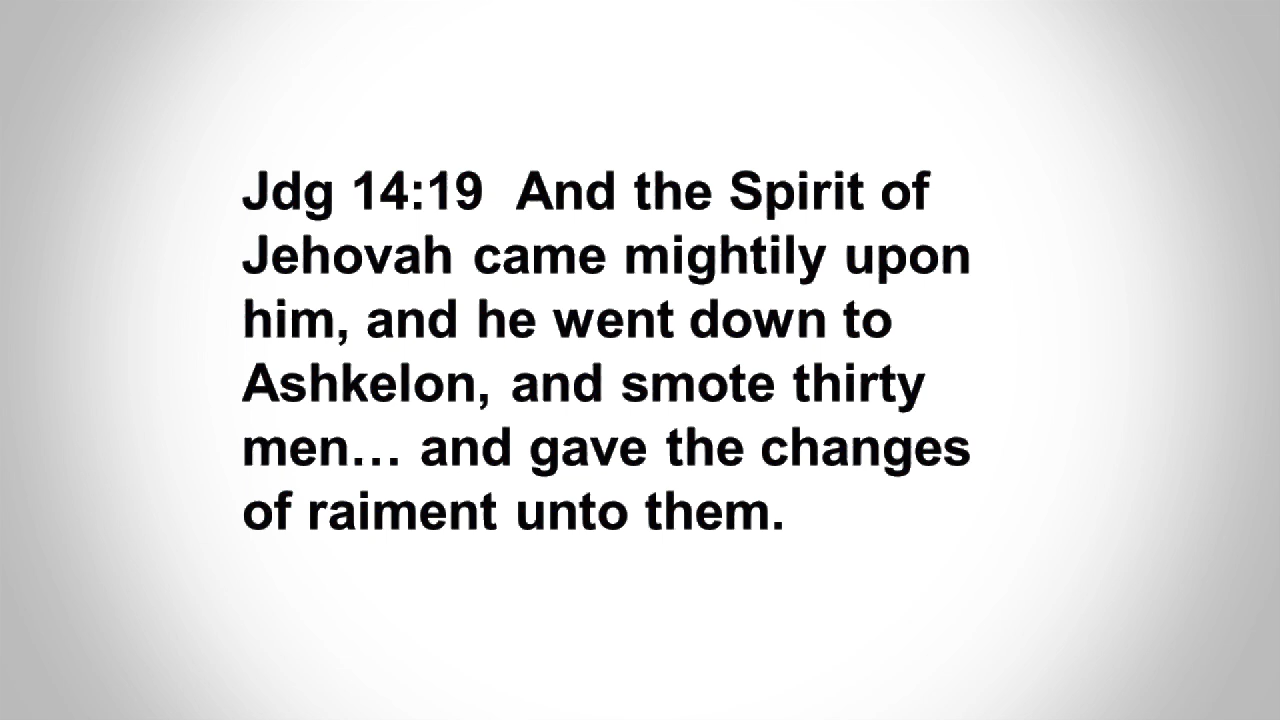 Jdg 14:19  And the Spirit of
Jehovah came mightily upon
him, and he went down to
Ashkelon, and smote thirty
men… and gave the changes
of raiment unto them.